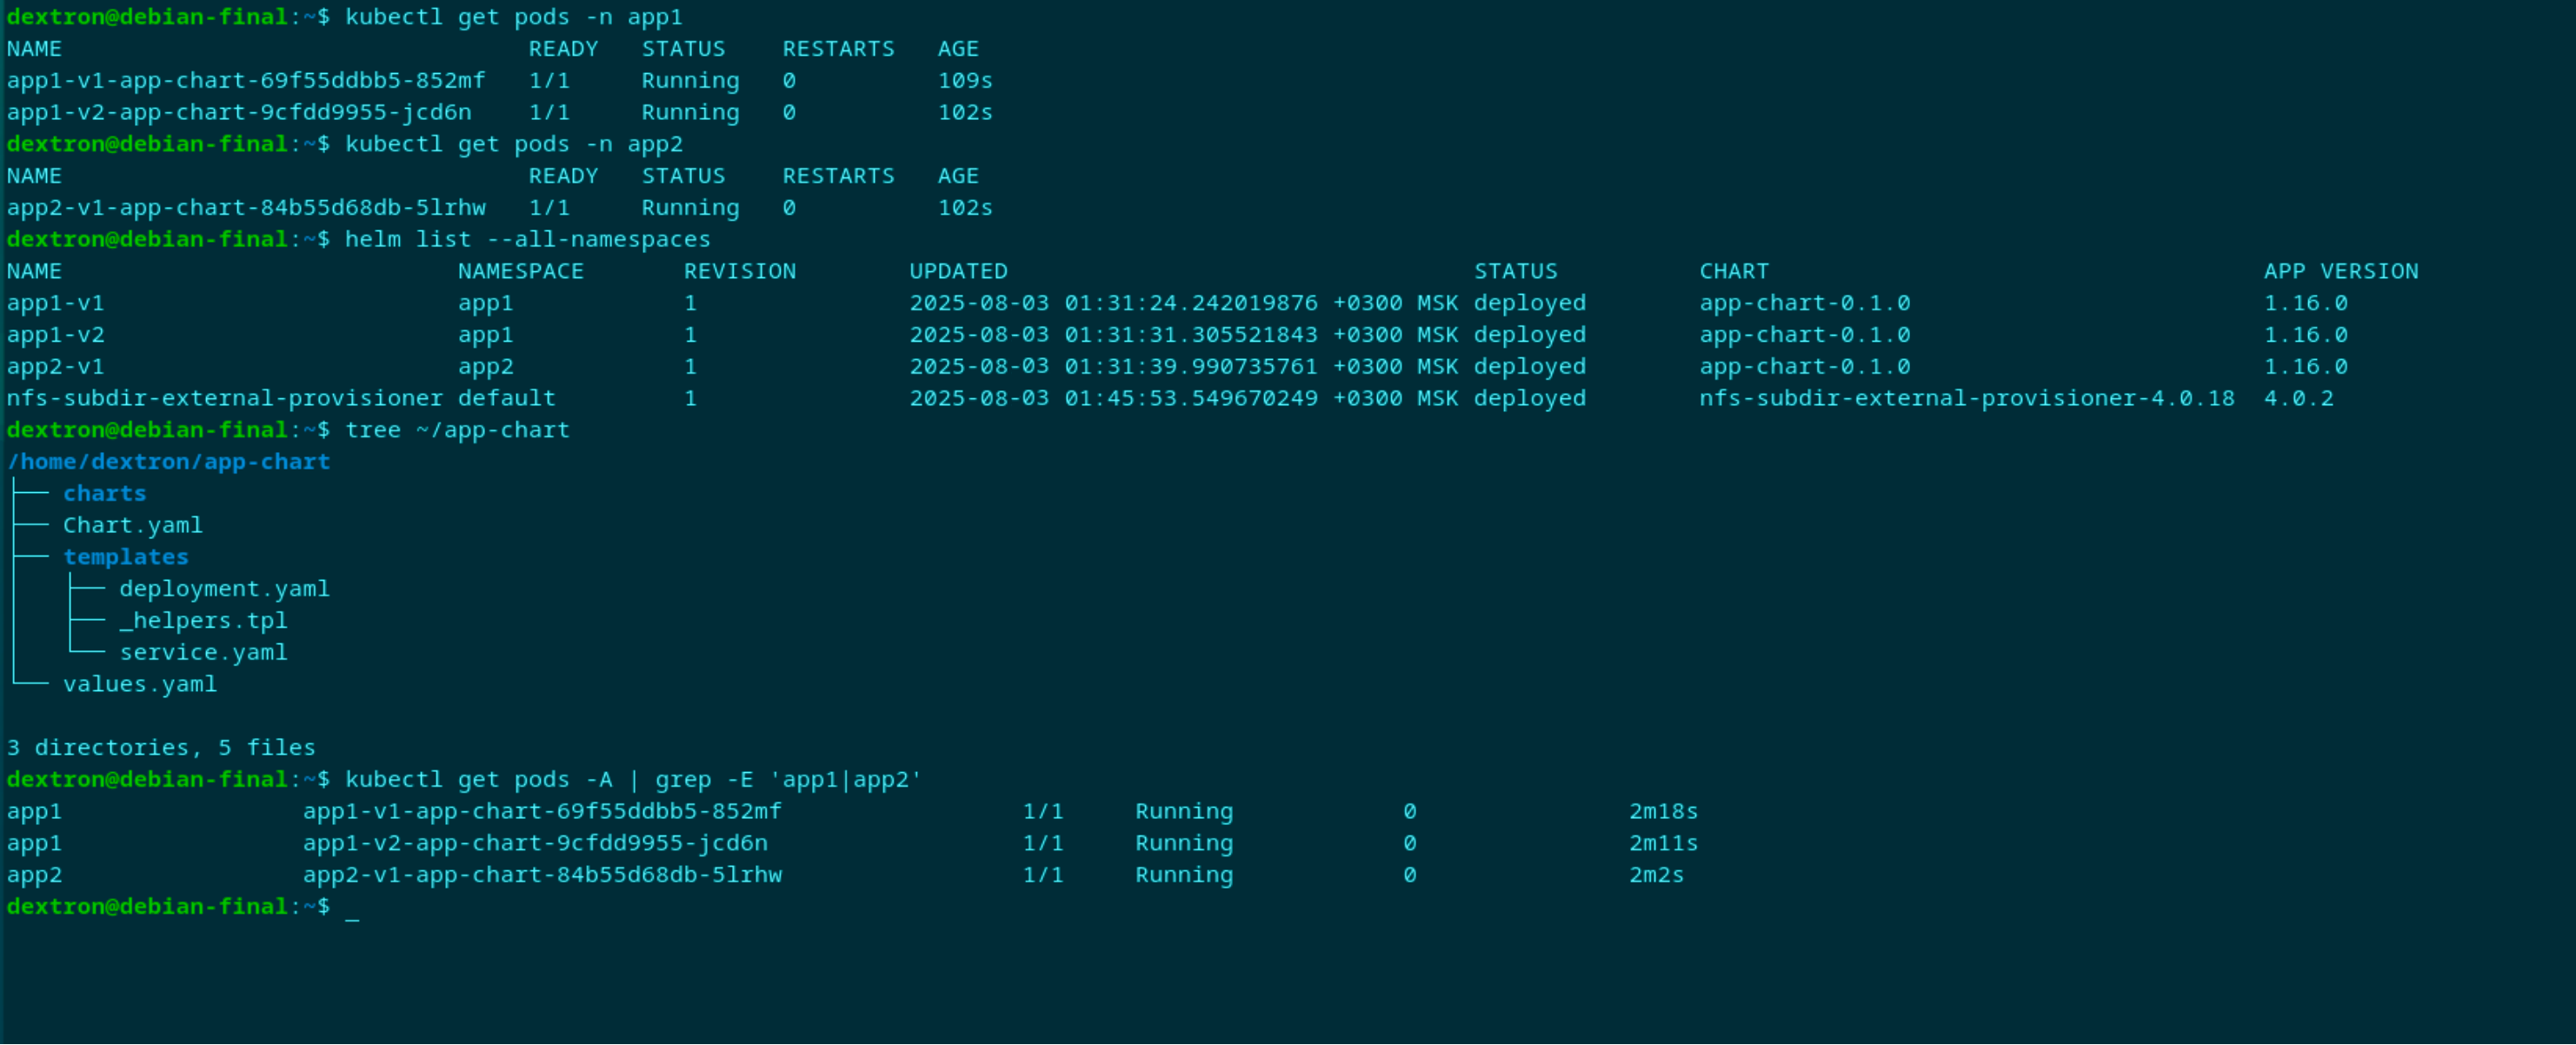 dextron@debian-final:~$ kubectl get pods -n app1
NAME                                 READY   STATUS    RESTARTS   AGE
app1-v1-app-chart-69f55ddbb5-852mf   1/1     Running   0          109s
app1-v2-app-chart-9cfdd9955-jcd6n    1/1     Running   0          102s
dextron@debian-final:~$ kubectl get pods -n app2
NAME                                 READY   STATUS    RESTARTS   AGE
app2-v1-app-chart-84b55d68db-5lrhw   1/1     Running   0          102s
dextron@debian-final:~$ helm list --all-namespaces
NAME                            NAMESPACE       REVISION        UPDATED                                 STATUS          CHART                                   APP VERSION
app1-v1                         app1            1               2025-08-03 01:31:24.242019876 +0300 MSK deployed        app-chart-0.1.0                         1.16.0
app1-v2                         app1            1               2025-08-03 01:31:31.305521843 +0300 MSK deployed        app-chart-0.1.0                         1.16.0
app2-v1                         app2            1               2025-08-03 01:31:39.990735761 +0300 MSK deployed        app-chart-0.1.0                         1.16.0
nfs-subdir-external-provisioner default         1               2025-08-03 01:45:53.549670249 +0300 MSK deployed        nfs-subdir-external-provisioner-4.0.18  4.0.2
dextron@debian-final:~$ tree ~/app-chart
/home/dextron/app-chart
├── charts
├── Chart.yaml
├── templates
│   ├── deployment.yaml
│   ├── _helpers.tpl
│   └── service.yaml
└── values.yaml
3 directories, 5 files
dextron@debian-final:~$ kubectl get pods -A | grep -E 'app1|app2'
app1                 app1-v1-app-chart-69f55ddbb5-852mf                 1/1     Running            0              2m18s
app1                 app1-v2-app-chart-9cfdd9955-jcd6n                  1/1     Running            0              2m11s
app2                 app2-v1-app-chart-84b55d68db-5lrhw                 1/1     Running            0              2m2s
dextron@debian-final:~$ _